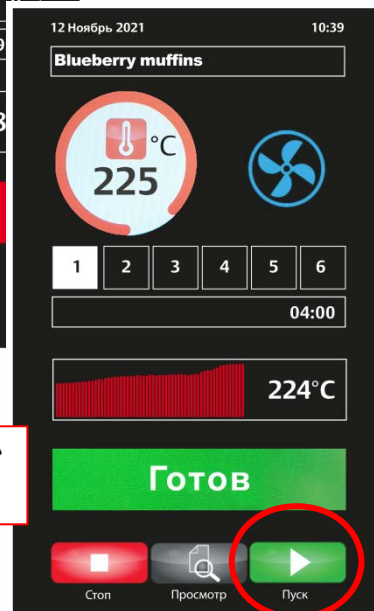 12 Ноябрь 2021 10:39
Blueberry muffins
°C
225
1 2 3 4 5 6
04:00
224°C
Готов
Стоп Просмотр Пуск